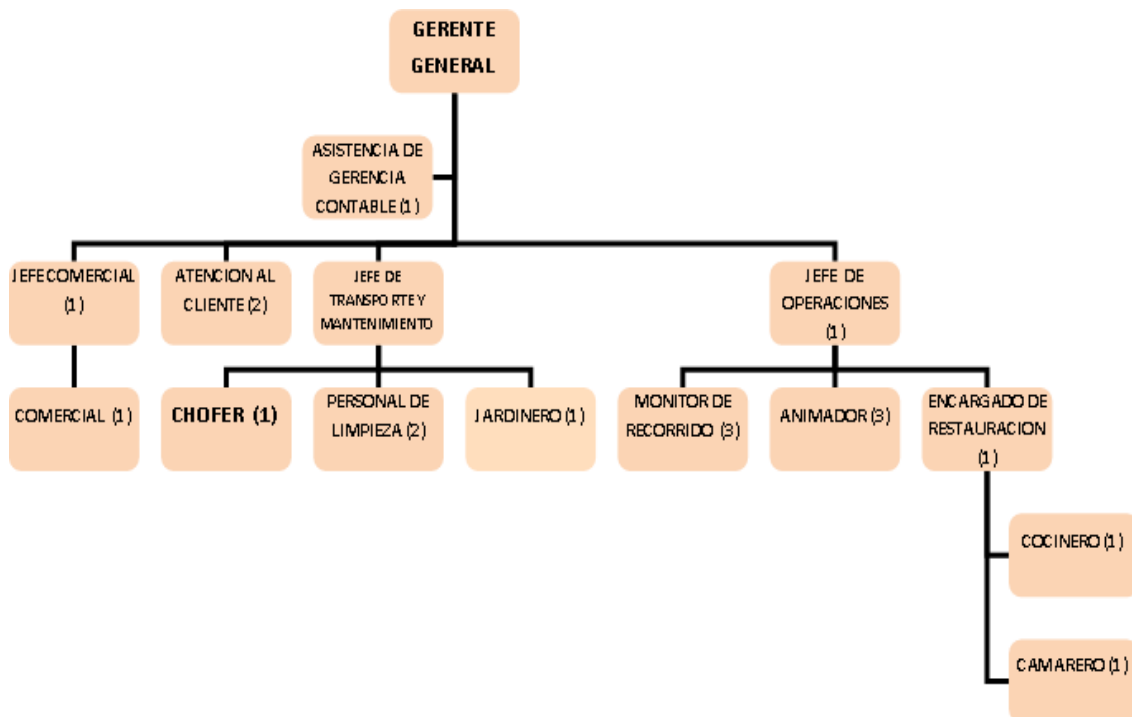 GERENTE
GENERAL
ASISTENCIA DE
GERENCIA
CONTABLE (1)
JEFE COMERCIAL
(1)
ATENCION AL
CLIENTE (2)
JEFE DE
TRANSPORTE Y
MANTENIMIENTO
JEFE DE
OPERACIONES
(1)
COMERCIAL (1)
CHOFER (1)
PERSONAL DE
LIMPIEZA (2)
JARDINERO (1)
MONITOR DE
RECORRIDO (3)
ANIMADOR (3)
ENCARGADO DE
RESTAURACION
(1)
COCINERO (1)
CAMARERO (1)